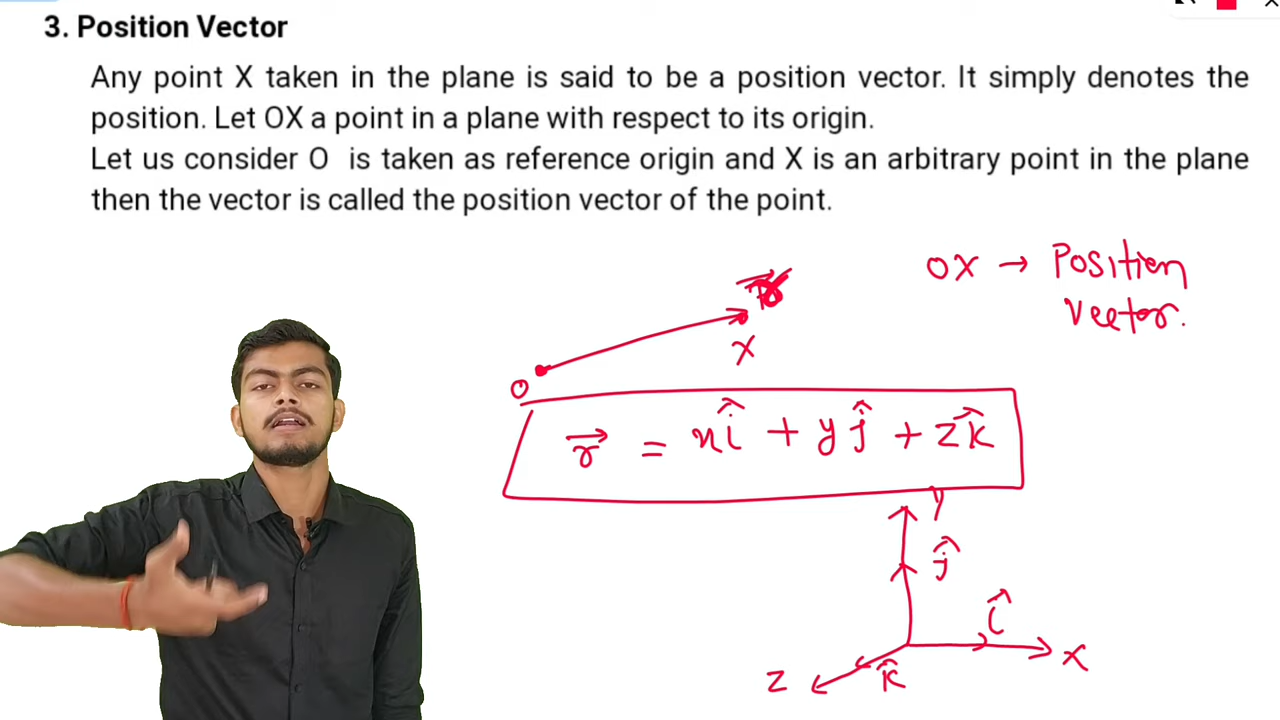 3. Position Vector
Any point X taken in the plane is said to be a position vector. It simply denotes the
position. Let OX a point in a plane with respect to its origin.
Let us consider O is taken as reference origin and X is an arbitrary point in the plane
then the vector is called the position vector of the point.
OX → Position
Vector.
X
O
r⃗ = xî + yĵ + zk̂
Y
ĵ
î
X
Z
k̂